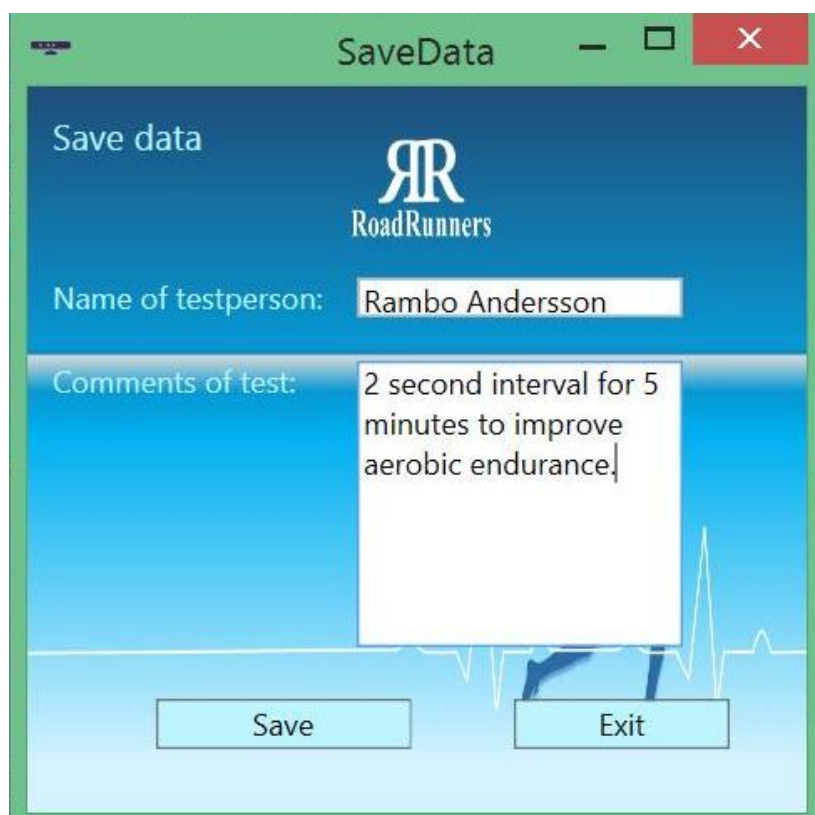 SaveData
Save data
RR
RoadRunners
Name of testperson:
Rambo Andersson
Comments of test:
2 second interval for 5
minutes to improve
aerobic endurance.
Save
Exit